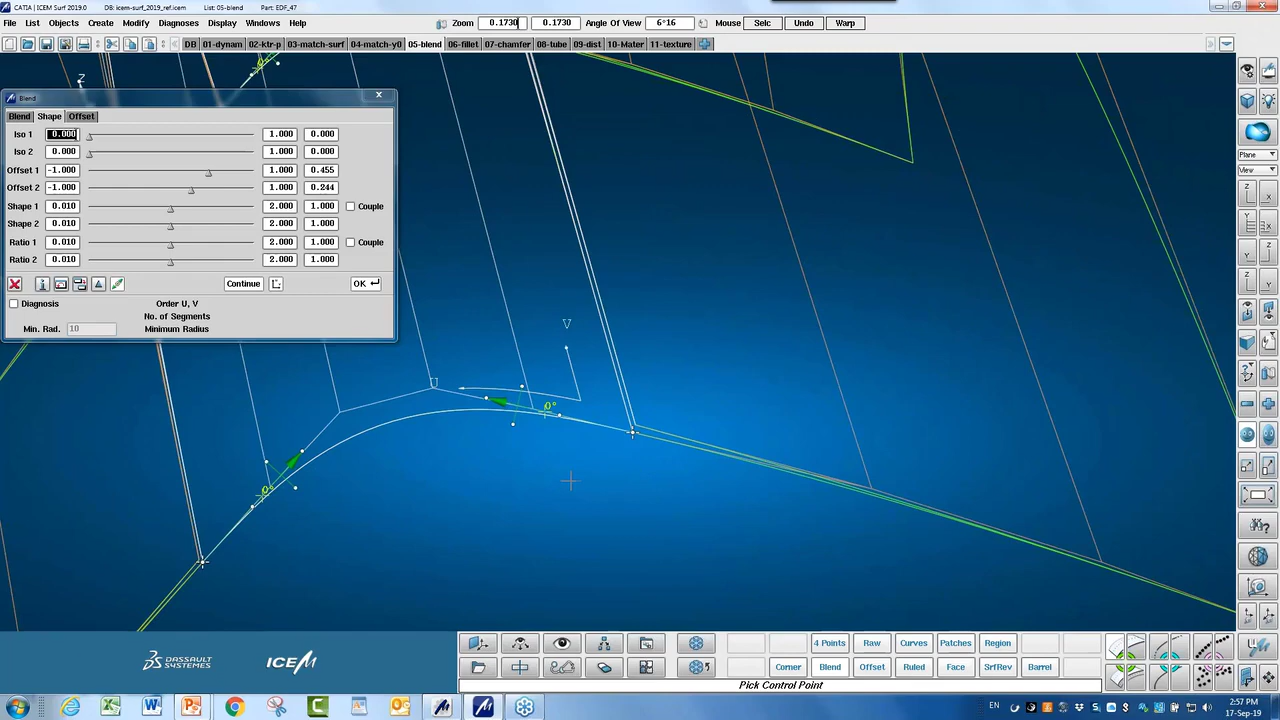 CATIA | ICEM Surf 2019.0 DB: icem-surf_2019_ref.icem List: 05-blend Part: EDF_47
File Surfaces Objects Create Modify Diagnoses Display Windows Help Zoom 0.1730 0.1730 Angle Of View 6°16 Mouse Selc Undo Warp
DB 01-dynam 02-ktr-p 03-match-surf 04-match-y0 05-blend 06-fillet 07-chamfer 08-tube 09-dist 10-Mater 11-texture
Z
Blend
Blend Shape Offset
Iso 1 0.000 1.000 0.000
Iso 2 0.000 1.000 0.000
Offset 1 -1.000 1.000 0.455
Offset 2 -1.000 1.000 0.244
Shape 1 0.010 2.000 1.000 Couple
Shape 2 0.010 2.000 1.000
Ratio 1 0.010 2.000 1.000 Couple
Ratio 2 0.010 2.000 1.000
Continue OK
Diagnosis Order U, V
No. of Segments
Min. Rad. 10 Minimum Radius
Plane
View
V
U
0°
0°
4 Points Raw Curves Patches Region
Corner Blend Offset Ruled Face SrfRev Barrel
Pick Control Point
DASSAULT SYSTEMES ICEM
EN 2:57 PM
17-Sep-19